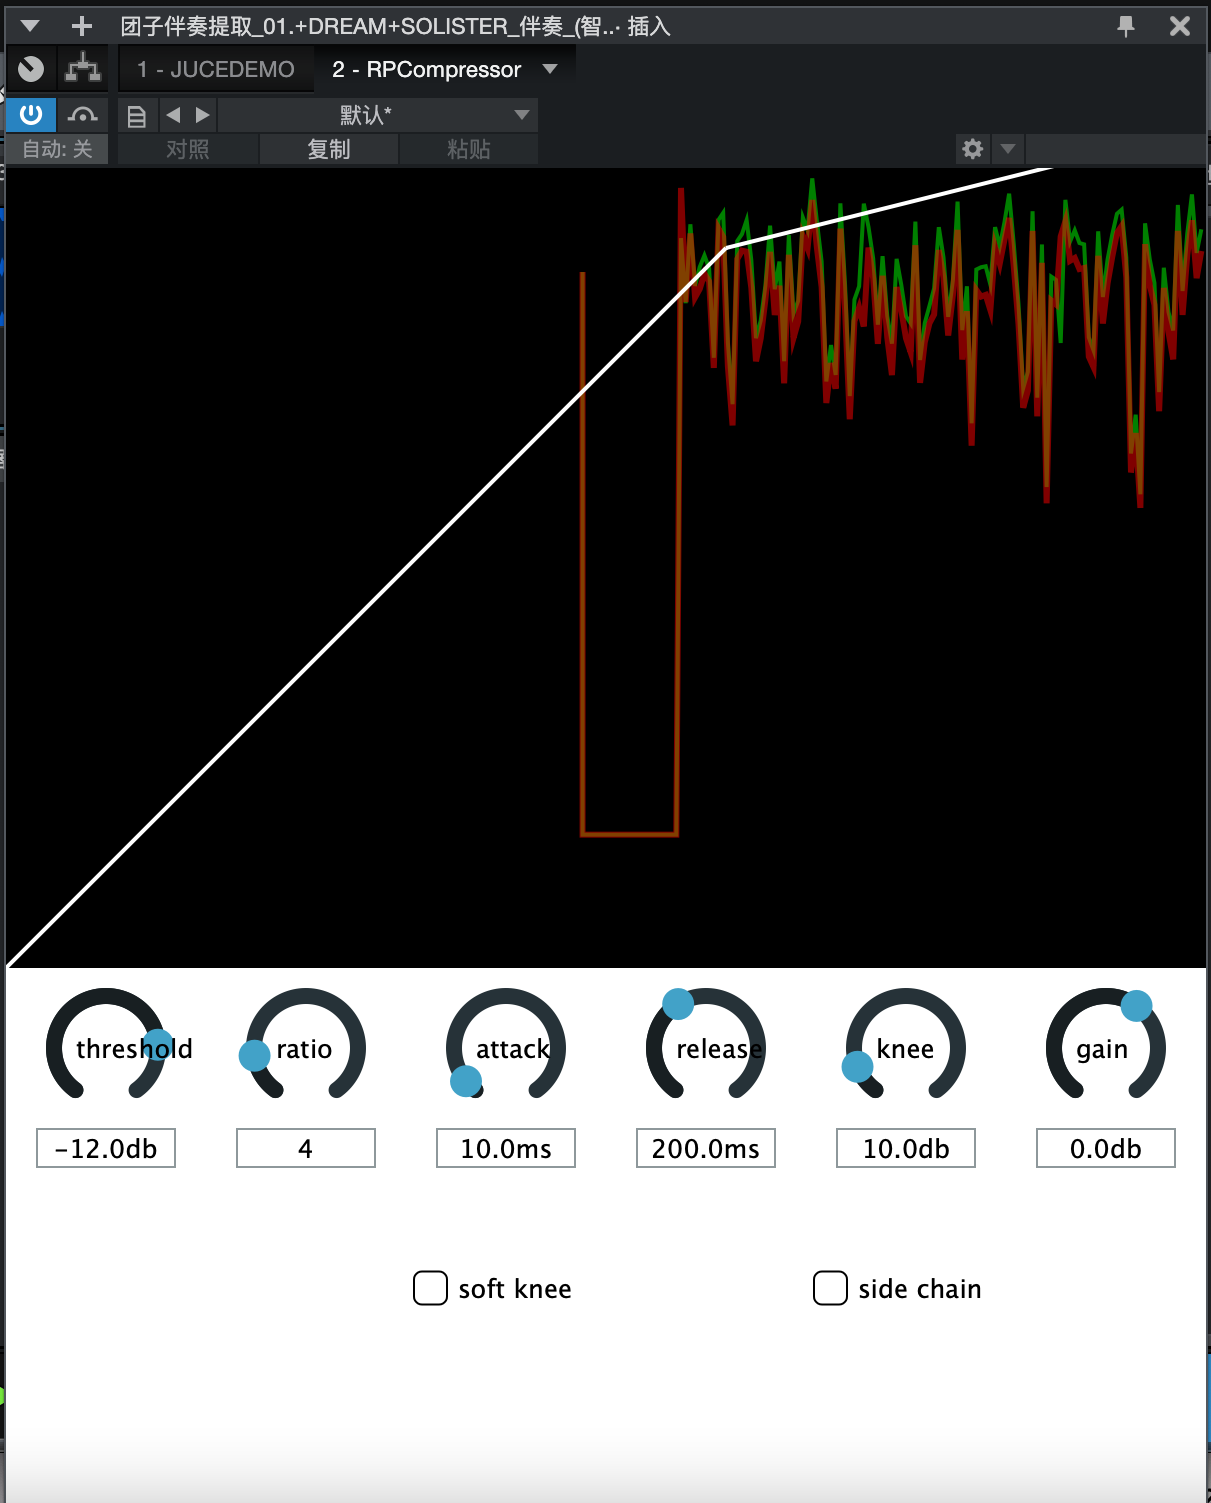 团子伴奏提取_01.+DREAM+SOLISTER_伴奏_(智..· 插入
1 - JUCEDEMO 2 - RPCompressor
默认*
自动: 关 对照 复制 粘贴
threshold ratio attack release knee gain
-12.0db 4 10.0ms 200.0ms 10.0db 0.0db
soft knee side chain